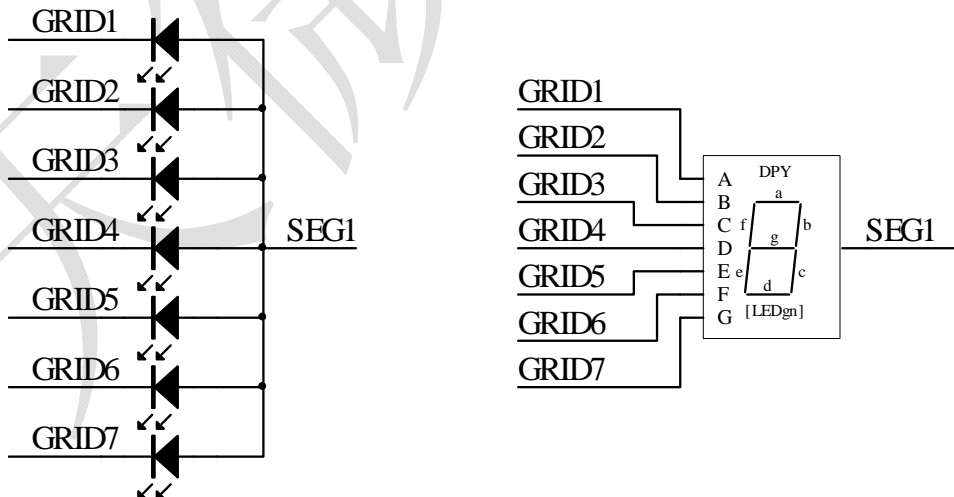 GRID1
GRID2
GRID3
GRID4
GRID5
GRID6
GRID7
SEG1
GRID1
GRID2
GRID3
GRID4
GRID5
GRID6
GRID7
A
B
C
D
E
F
G
DPY
a
f
b
g
e
c
d
[LEDgn]
SEG1